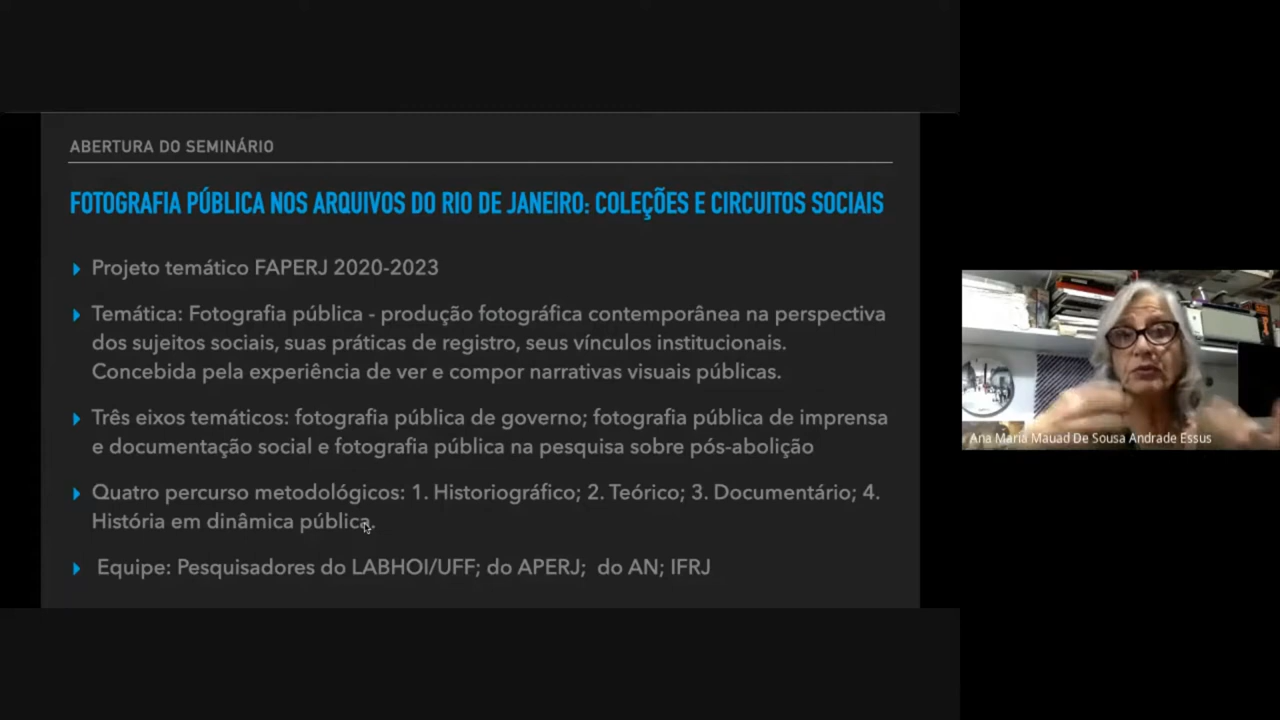 ABERTURA DO SEMINÁRIO
FOTOGRAFIA PÚBLICA NOS ARQUIVOS DO RIO DE JANEIRO: COLEÇÕES E CIRCUITOS SOCIAIS
Projeto temático FAPERJ 2020-2023
Temática: Fotografia pública - produção fotográfica contemporânea na perspectiva
dos sujeitos sociais, suas práticas de registro, seus vínculos institucionais.
Concebida pela experiência de ver e compor narrativas visuais públicas.
Três eixos temáticos: fotografia pública de governo; fotografia pública de imprensa
e documentação social e fotografia pública na pesquisa sobre pós-abolição
Quatro percurso metodológicos: 1. Historiográfico; 2. Teórico; 3. Documentário; 4.
História em dinâmica pública.
Equipe: Pesquisadores do LABHOI/UFF; do APERJ; do AN; IFRJ
Ana Maria Mauad De Sousa Andrade Essus